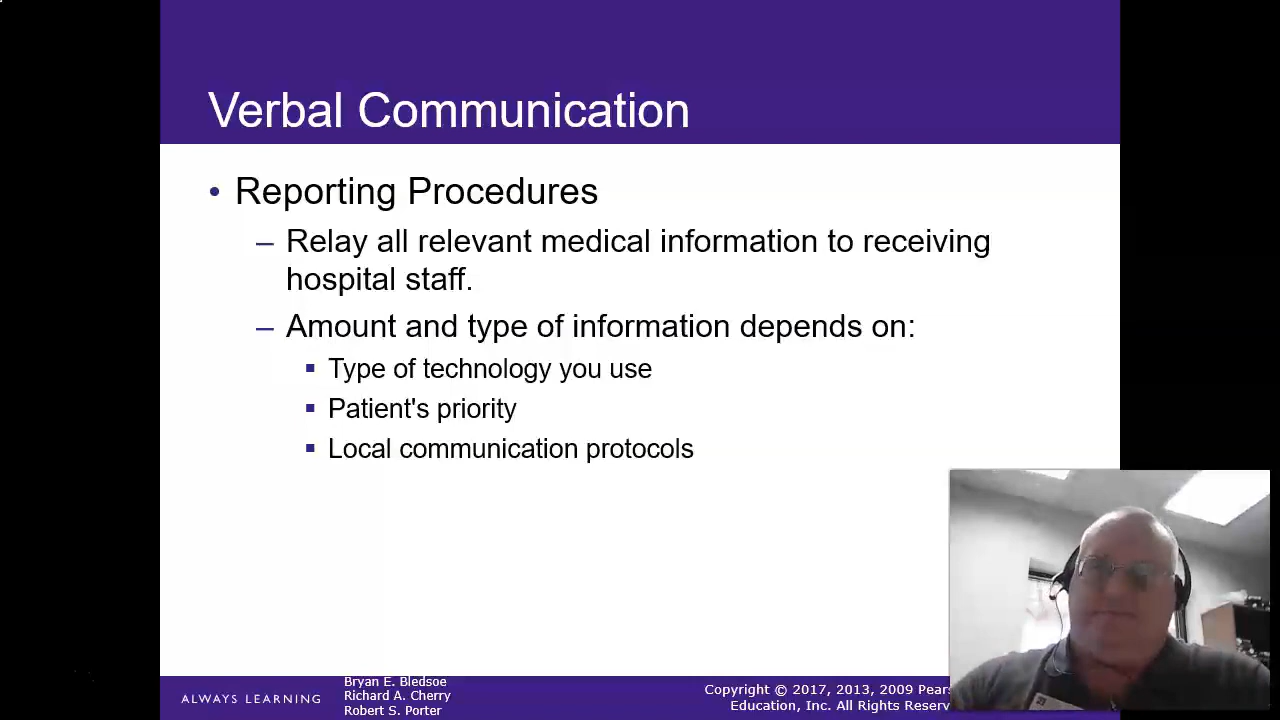 Verbal Communication
• Reporting Procedures
– Relay all relevant medical information to receiving
hospital staff.
– Amount and type of information depends on:
▪ Type of technology you use
▪ Patient's priority
▪ Local communication protocols
ALWAYS LEARNING
Bryan E. Bledsoe
Richard A. Cherry
Robert S. Porter
Copyright © 2017, 2013, 2009
Education, Inc. All Rights